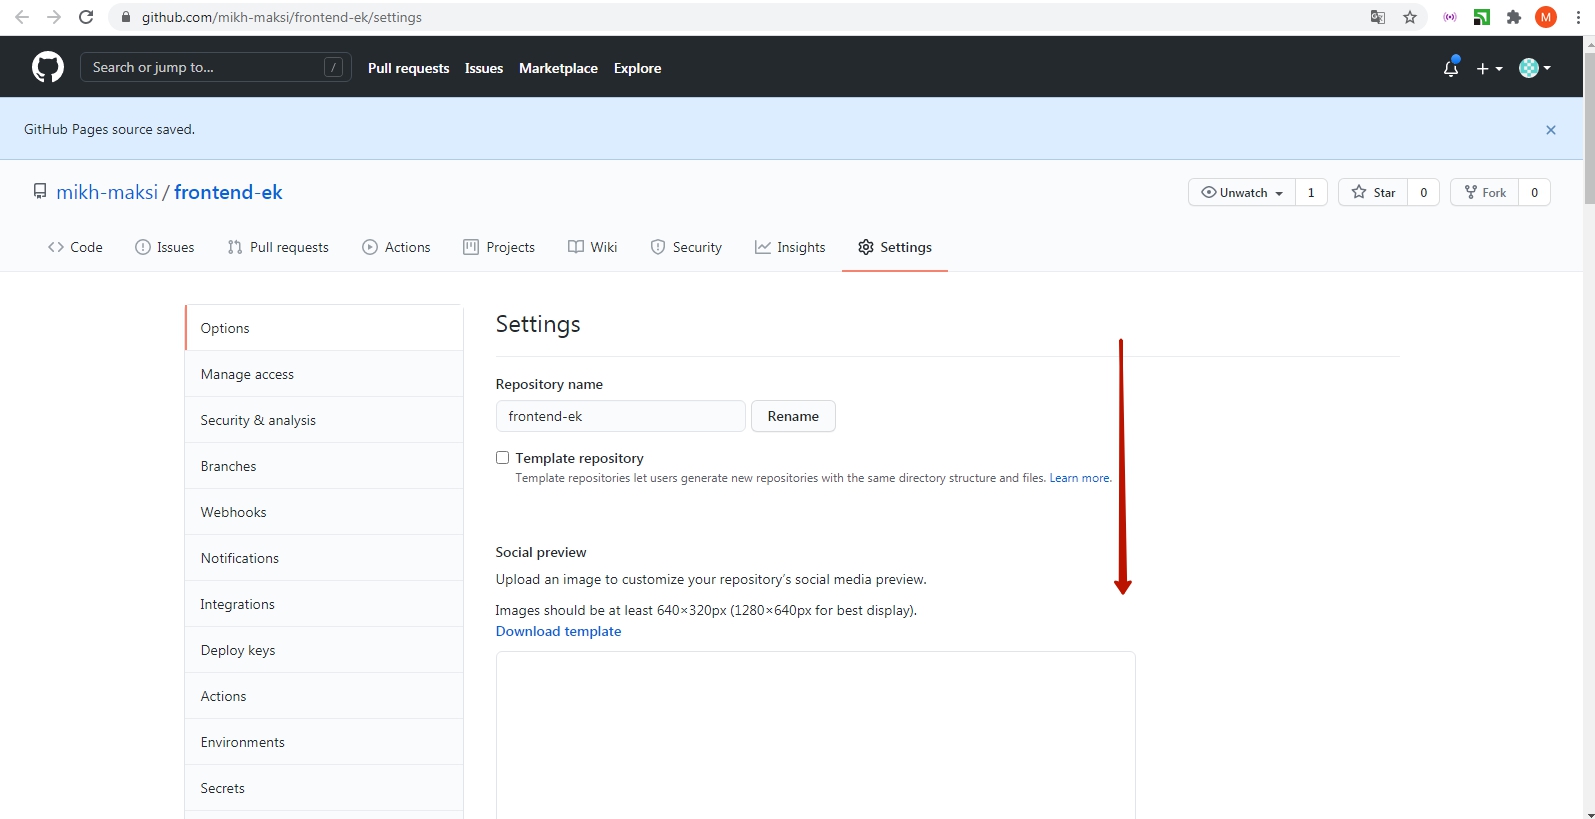 github.com/mikh-maksi/frontend-ek/settings
M
Search or jump to... /
Pull requests Issues Marketplace Explore
GitHub Pages source saved.
mikh-maksi / frontend-ek
Unwatch 1 Star 0 Fork 0
Code Issues Pull requests Actions Projects Wiki Security Insights Settings
Options
Manage access
Security & analysis
Branches
Webhooks
Notifications
Integrations
Deploy keys
Actions
Environments
Secrets
Settings
Repository name
frontend-ek Rename
Template repository
Template repositories let users generate new repositories with the same directory structure and files. Learn more.
Social preview
Upload an image to customize your repository’s social media preview.
Images should be at least 640×320px (1280×640px for best display).
Download template